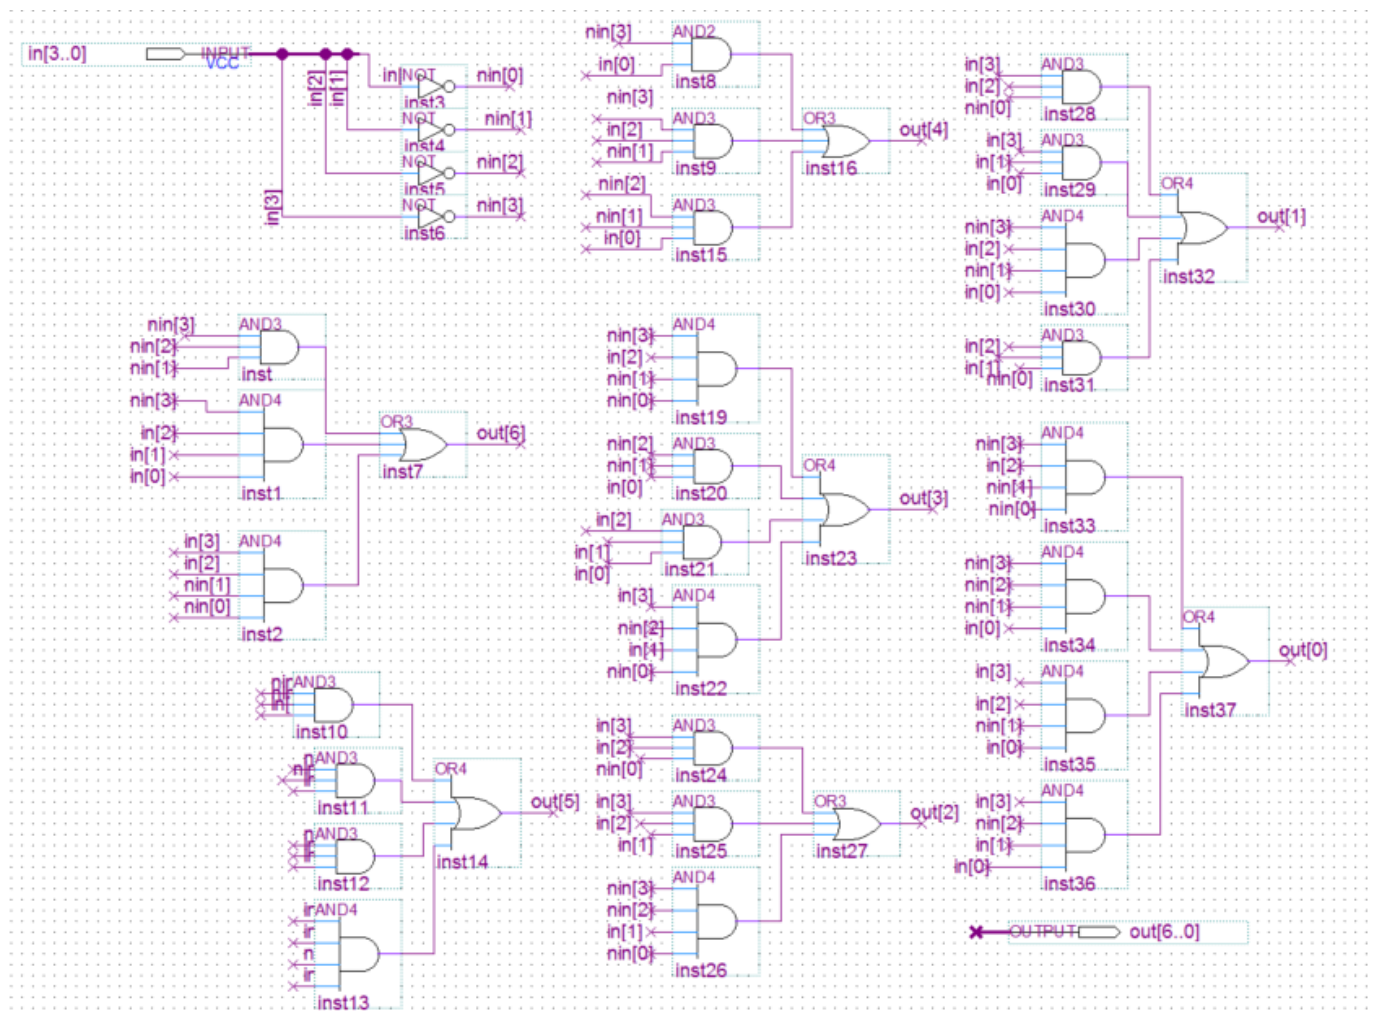 in[3..0]
INPUT
VCC
in[3]
in[2]
in[1]
NOT
inst3
nin[0]
NOT
inst4
nin[1]
NOT
inst5
nin[2]
NOT
inst6
nin[3]
nin[3]
in[0]
AND2
inst8
nin[3]
in[2]
nin[1]
AND3
inst9
nin[2]
nin[1]
in[0]
AND3
inst15
OR3
inst16
out[4]
in[3]
in[2]
nin[0]
AND3
inst28
in[3]
in[1]
in[0]
AND3
inst29
nin[3]
in[2]
nin[1]
in[0]
AND4
inst30
in[2]
in[1]
nin[0]
AND3
inst31
OR4
inst32
out[1]
nin[3]
nin[2]
nin[1]
AND3
inst
nin[3]
in[2]
in[1]
in[0]
AND4
inst1
in[3]
in[2]
nin[1]
nin[0]
AND4
inst2
OR3
inst7
out[6]
nin[3]
in[2]
nin[1]
nin[0]
AND4
inst19
nin[2]
nin[1]
in[0]
AND3
inst20
in[2]
in[1]
in[0]
AND3
inst21
in[3]
nin[2]
in[1]
nin[0]
AND4
inst22
OR4
inst23
out[3]
nin[3]
in[2]
nin[1]
nin[0]
AND4
inst33
nin[3]
nin[2]
nin[1]
in[0]
AND4
inst34
in[3]
in[2]
nin[1]
in[0]
AND4
inst35
in[3]
nin[2]
in[1]
in[0]
AND4
inst36
OR4
inst37
out[0]
AND3
inst10
AND3
inst11
AND3
inst12
AND4
inst13
OR4
inst14
out[5]
in[3]
in[2]
nin[0]
AND3
inst24
in[3]
in[2]
in[1]
AND3
inst25
nin[3]
nin[2]
in[1]
nin[0]
AND4
inst26
OR3
inst27
out[2]
OUTPUT
out[6..0]